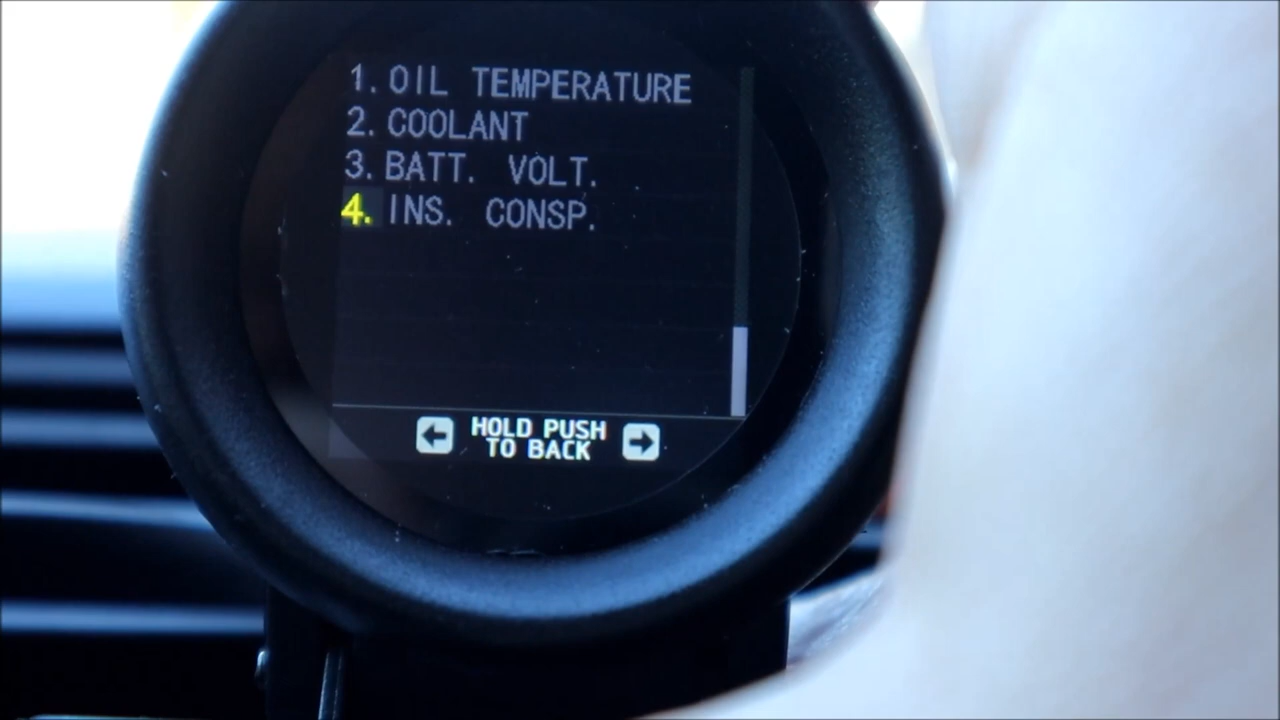 1. OIL TEMPERATURE
2. COOLANT
3. BATT. VOLT.
4. INS. CONSP.
HOLD PUSH
TO BACK